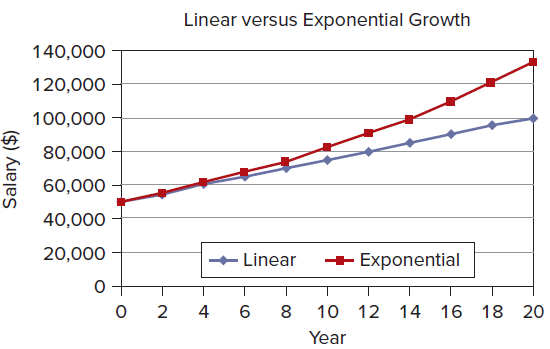 Linear versus Exponential Growth
Salary ($)
140,000
120,000
100,000
80,000
60,000
40,000
20,000
0
Linear
Exponential
0 2 4 6 8 10 12 14 16 18 20
Year